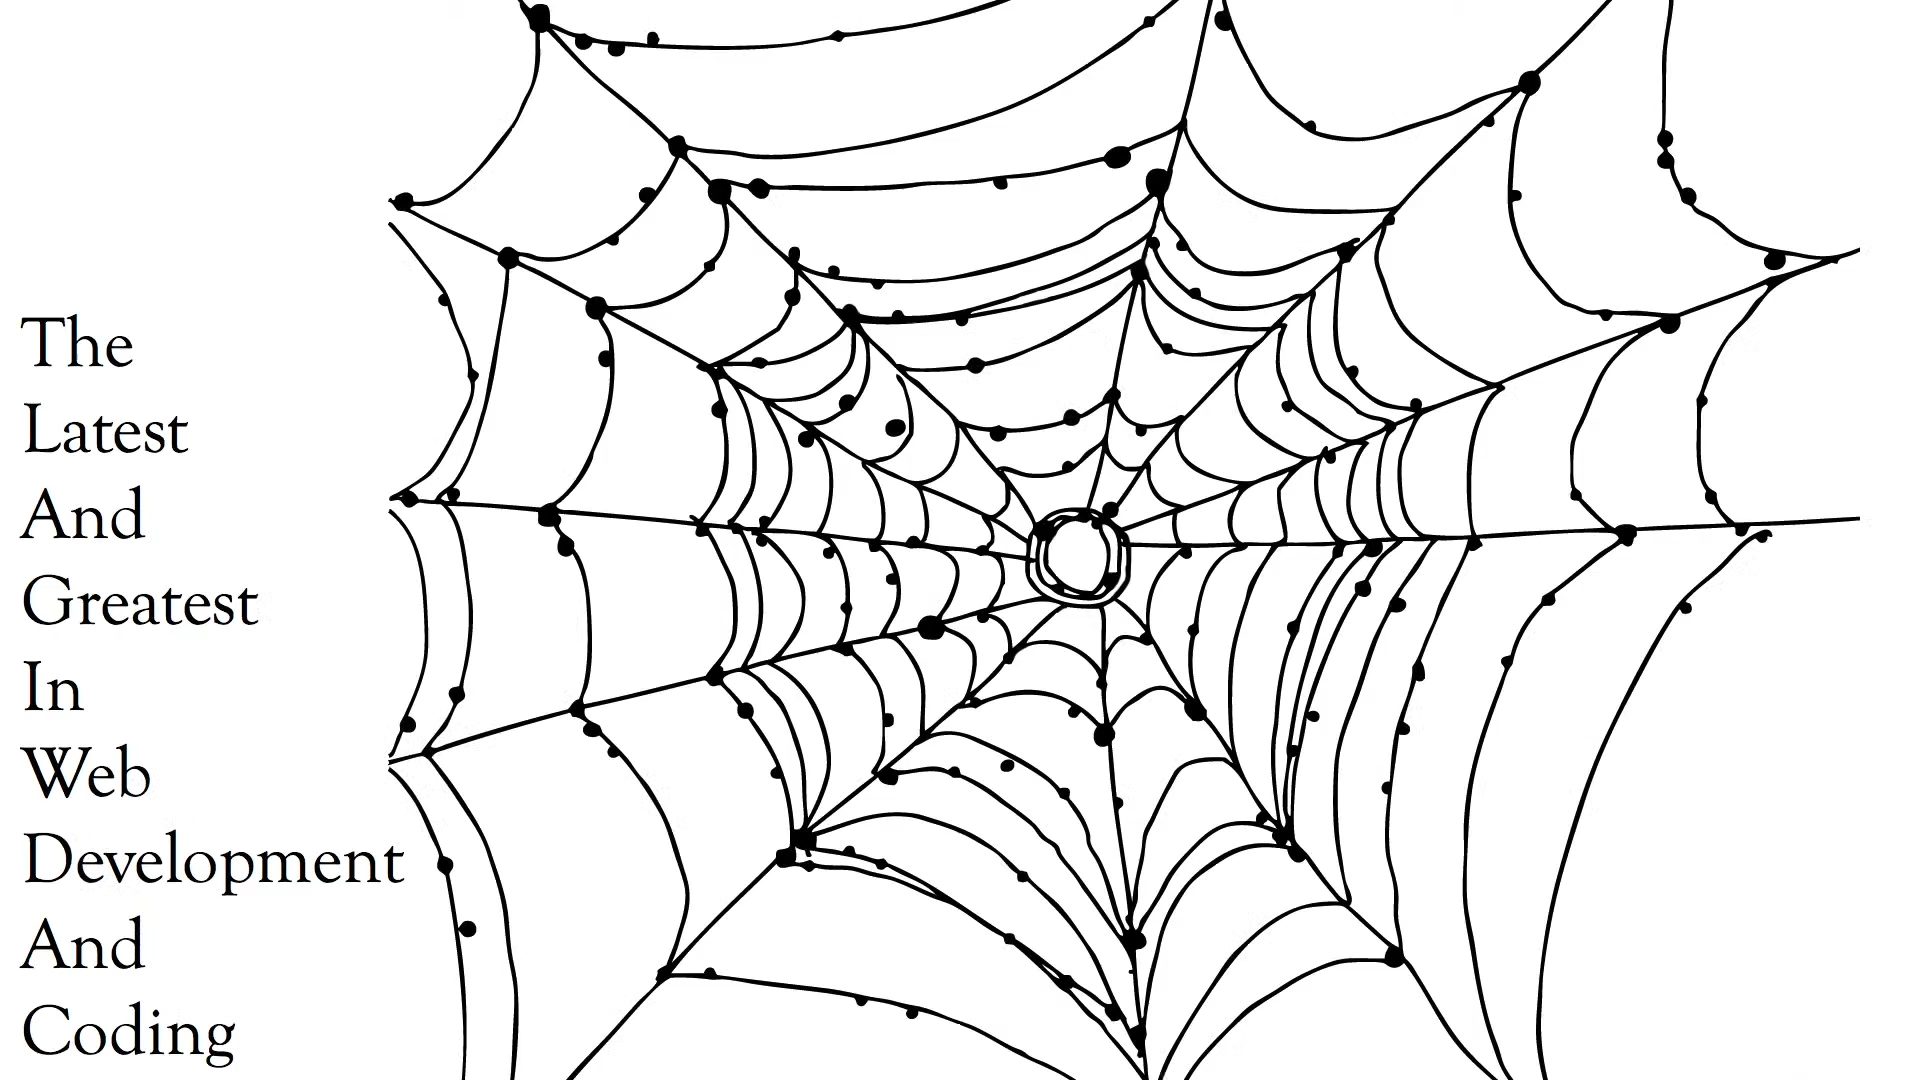 The
Latest
And
Greatest
In
Web
Development
And
Coding